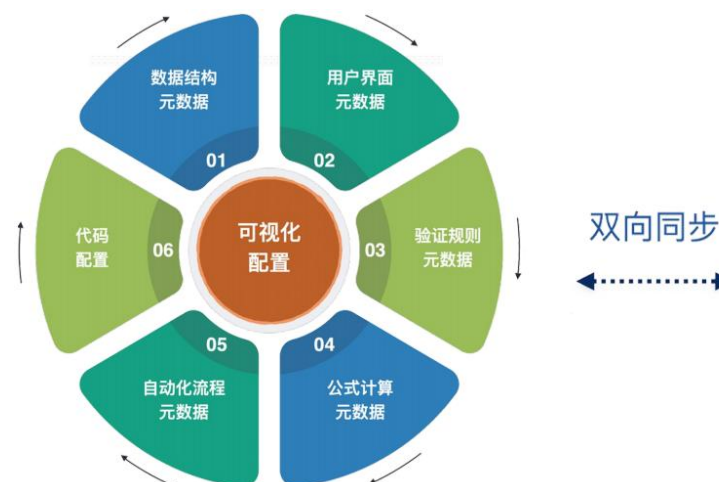 数据结构
元数据
01
用户界面
元数据
02
验证规则
元数据
03
公式计算
元数据
04
自动化流程
元数据
05
代码
配置
06
可视化
配置
双向同步